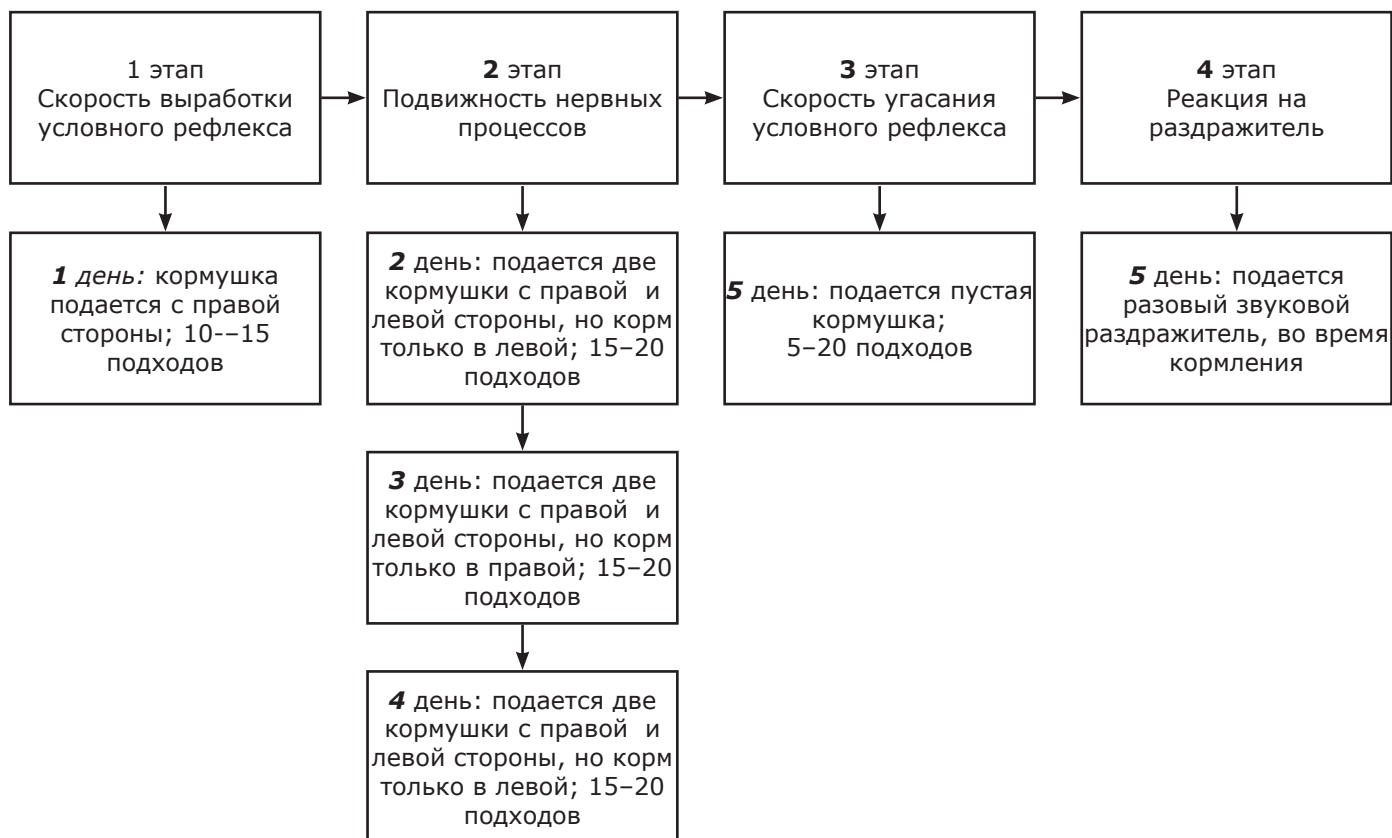 1 этап
Скорость выработки
условного рефлекса
2 этап
Подвижность нервных
процессов
3 этап
Скорость угасания
условного рефлекса
4 этап
Реакция на
раздражитель
1 день: кормушка
подается с правой
стороны; 10-–15
подходов
2 день: подается две
кормушки с правой  и
левой стороны, но корм
только в левой; 15–20
подходов
5 день: подается пустая
кормушка;
5–20 подходов
5 день: подается
разовый звуковой
раздражитель, во время
кормления
3 день: подается две
кормушки с правой  и
левой стороны, но корм
только в правой; 15–20
подходов
4 день: подается две
кормушки с правой  и
левой стороны, но корм
только в левой; 15–20
подходов